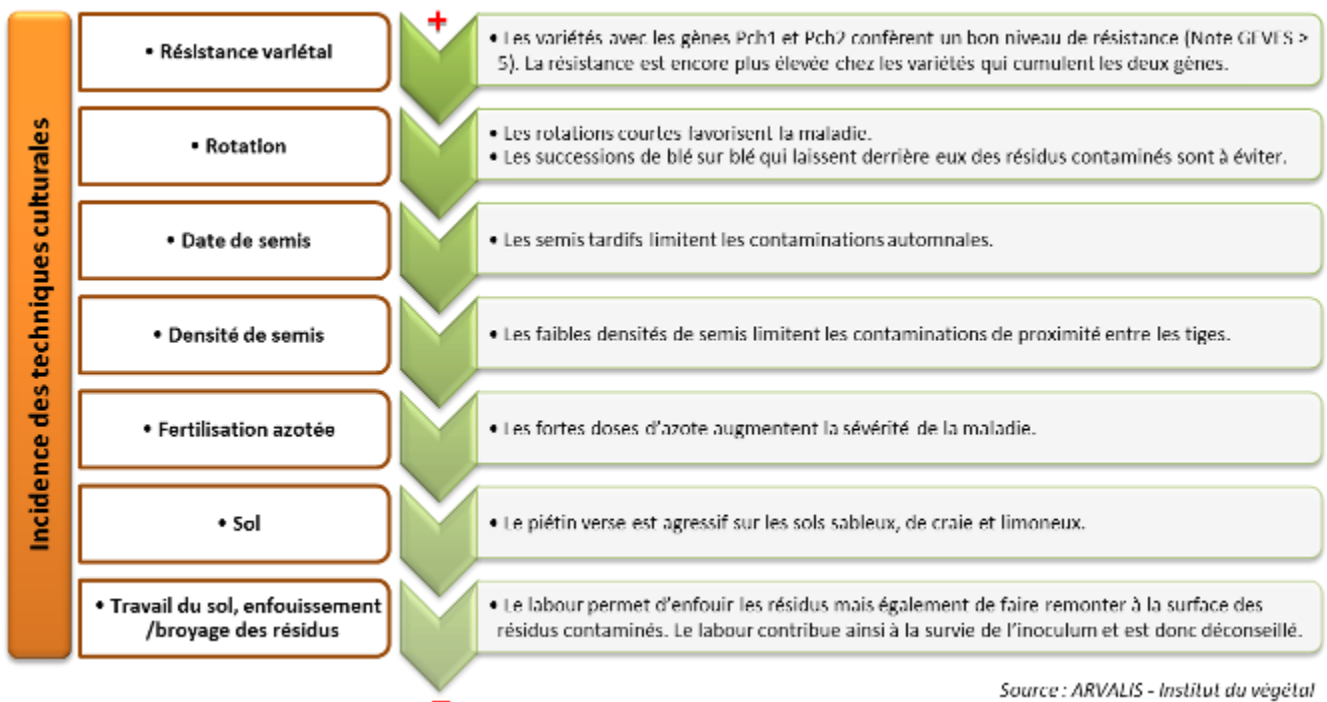 Incidence des techniques culturales
+
• Résistance variétal
• Les variétés avec les gènes Pch1 et Pch2 confèrent un bon niveau de résistance (Note GEVES >
5). La résistance est encore plus élevée chez les variétés qui cumulent les deux gènes.
• Rotation
• Les rotations courtes favorisent la maladie.
• Les successions de blé sur blé qui laissent derrière eux des résidus contaminés sont à éviter.
• Date de semis
• Les semis tardifs limitent les contaminations automnales.
• Densité de semis
• Les faibles densités de semis limitent les contaminations de proximité entre les tiges.
• Fertilisation azotée
• Les fortes doses d'azote augmentent la sévérité de la maladie.
• Sol
• Le piétin verse est agressif sur les sols sableux, de craie et limoneux.
• Travail du sol, enfouissement
/broyage des résidus
• Le labour permet d'enfouir les résidus mais également de faire remonter à la surface des
résidus contaminés. Le labour contribue ainsi à la survie de l'inoculum et est donc déconseillé.
Source : ARVALIS - Institut du végétal